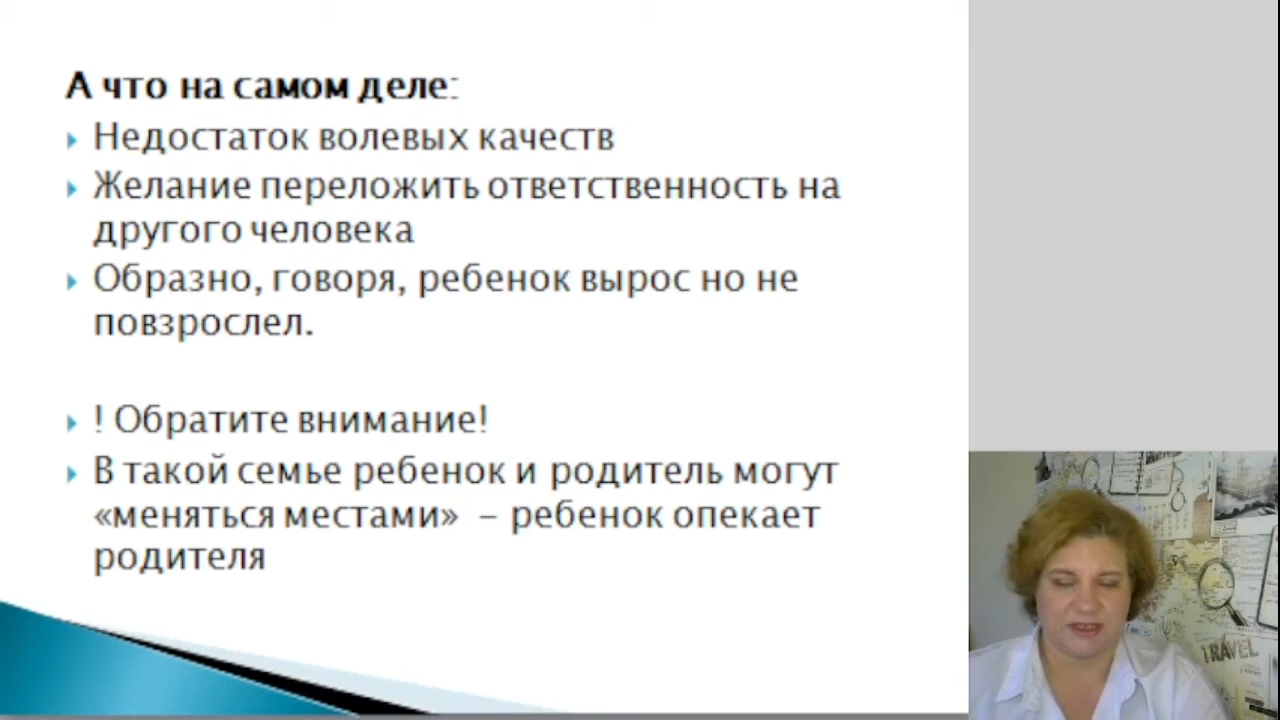 А что на самом деле:
Недостаток волевых качеств
Желание переложить ответственность на
другого человека
Образно, говоря, ребенок вырос но не
повзрослел.
! Обратите внимание!
В такой семье ребенок и родитель могут
«меняться местами» – ребенок опекает
родителя
TRAVEL